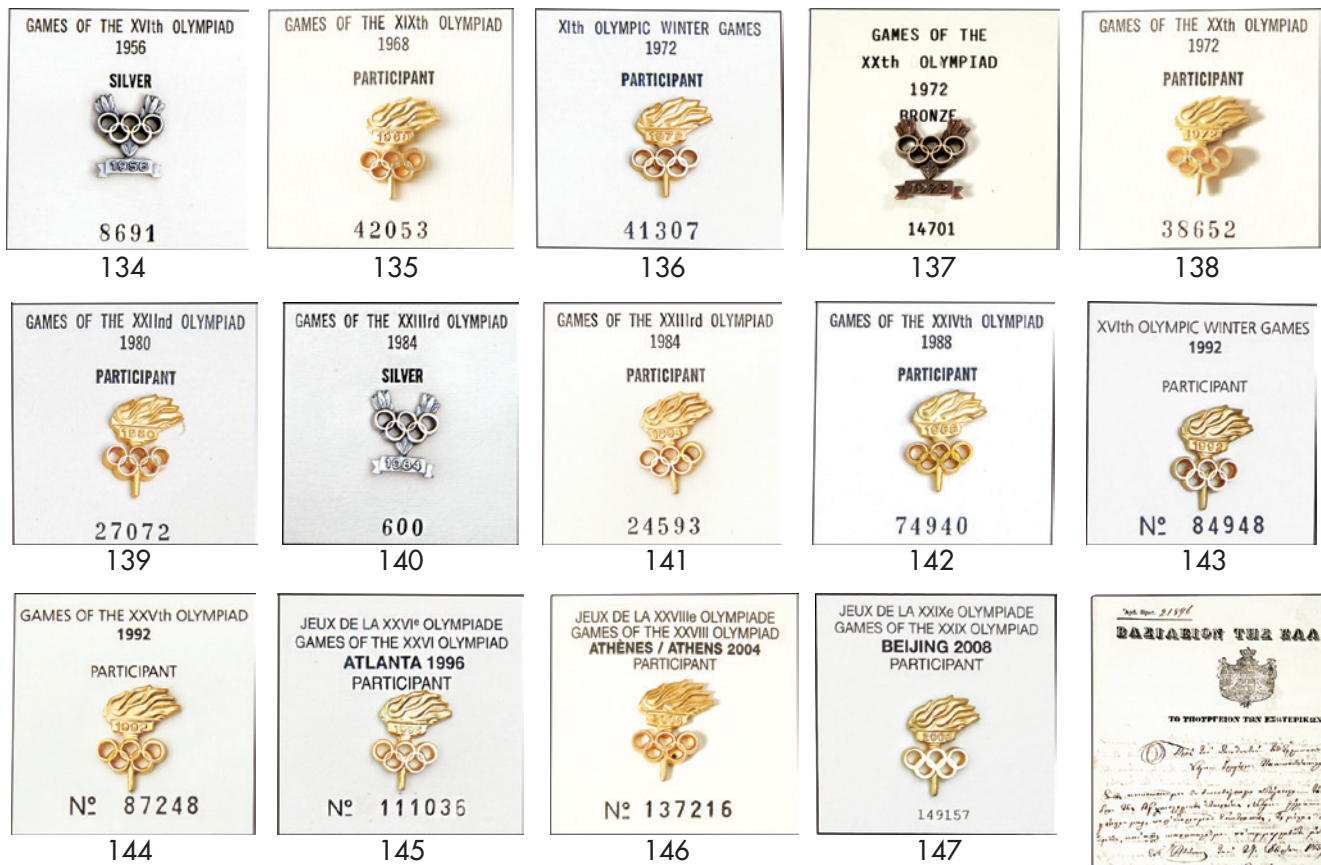 GAMES OF THE XVIth OLYMPIAD
1956
SILVER
1956
8691
134
GAMES OF THE XIXth OLYMPIAD
1968
PARTICIPANT
42053
135
XIth OLYMPIC WINTER GAMES
1972
PARTICIPANT
1972
41307
136
GAMES OF THE
XXth OLYMPIAD
1972
BRONZE
1972
14701
137
GAMES OF THE XXth OLYMPIAD
1972
PARTICIPANT
1972
38652
138
GAMES OF THE XXIInd OLYMPIAD
1980
PARTICIPANT
1980
27072
139
GAMES OF THE XXIIIrd OLYMPIAD
1984
SILVER
1984
600
140
GAMES OF THE XXIIIrd OLYMPIAD
1984
PARTICIPANT
1984
24593
141
GAMES OF THE XXIVth OLYMPIAD
1988
PARTICIPANT
1988
74940
142
XVIth OLYMPIC WINTER GAMES
1992
PARTICIPANT
1992
Nº 84948
143
GAMES OF THE XXVth OLYMPIAD
1992
PARTICIPANT
1992
Nº 87248
144
JEUX DE LA XXVIe OLYMPIADE
GAMES OF THE XXVI OLYMPIAD
ATLANTA 1996
PARTICIPANT
Nº 111036
145
JEUX DE LA XXVIIIe OLYMPIADE
GAMES OF THE XXVIII OLYMPIAD
ATHÈNES / ATHENS 2004
PARTICIPANT
Nº 137216
146
JEUX DE LA XXIXe OLYMPIADE
GAMES OF THE XXIX OLYMPIAD
BEIJING 2008
PARTICIPANT
149157
147
21896
ΒΑΣΙΛΕΙΟΝ ΤΗΣ ΕΛΛΑ
ΤΟ ΥΠΟΥΡΓΕΙΟΝ ΤΩΝ ΕΣΩΤΕΡΙΚΩΝ